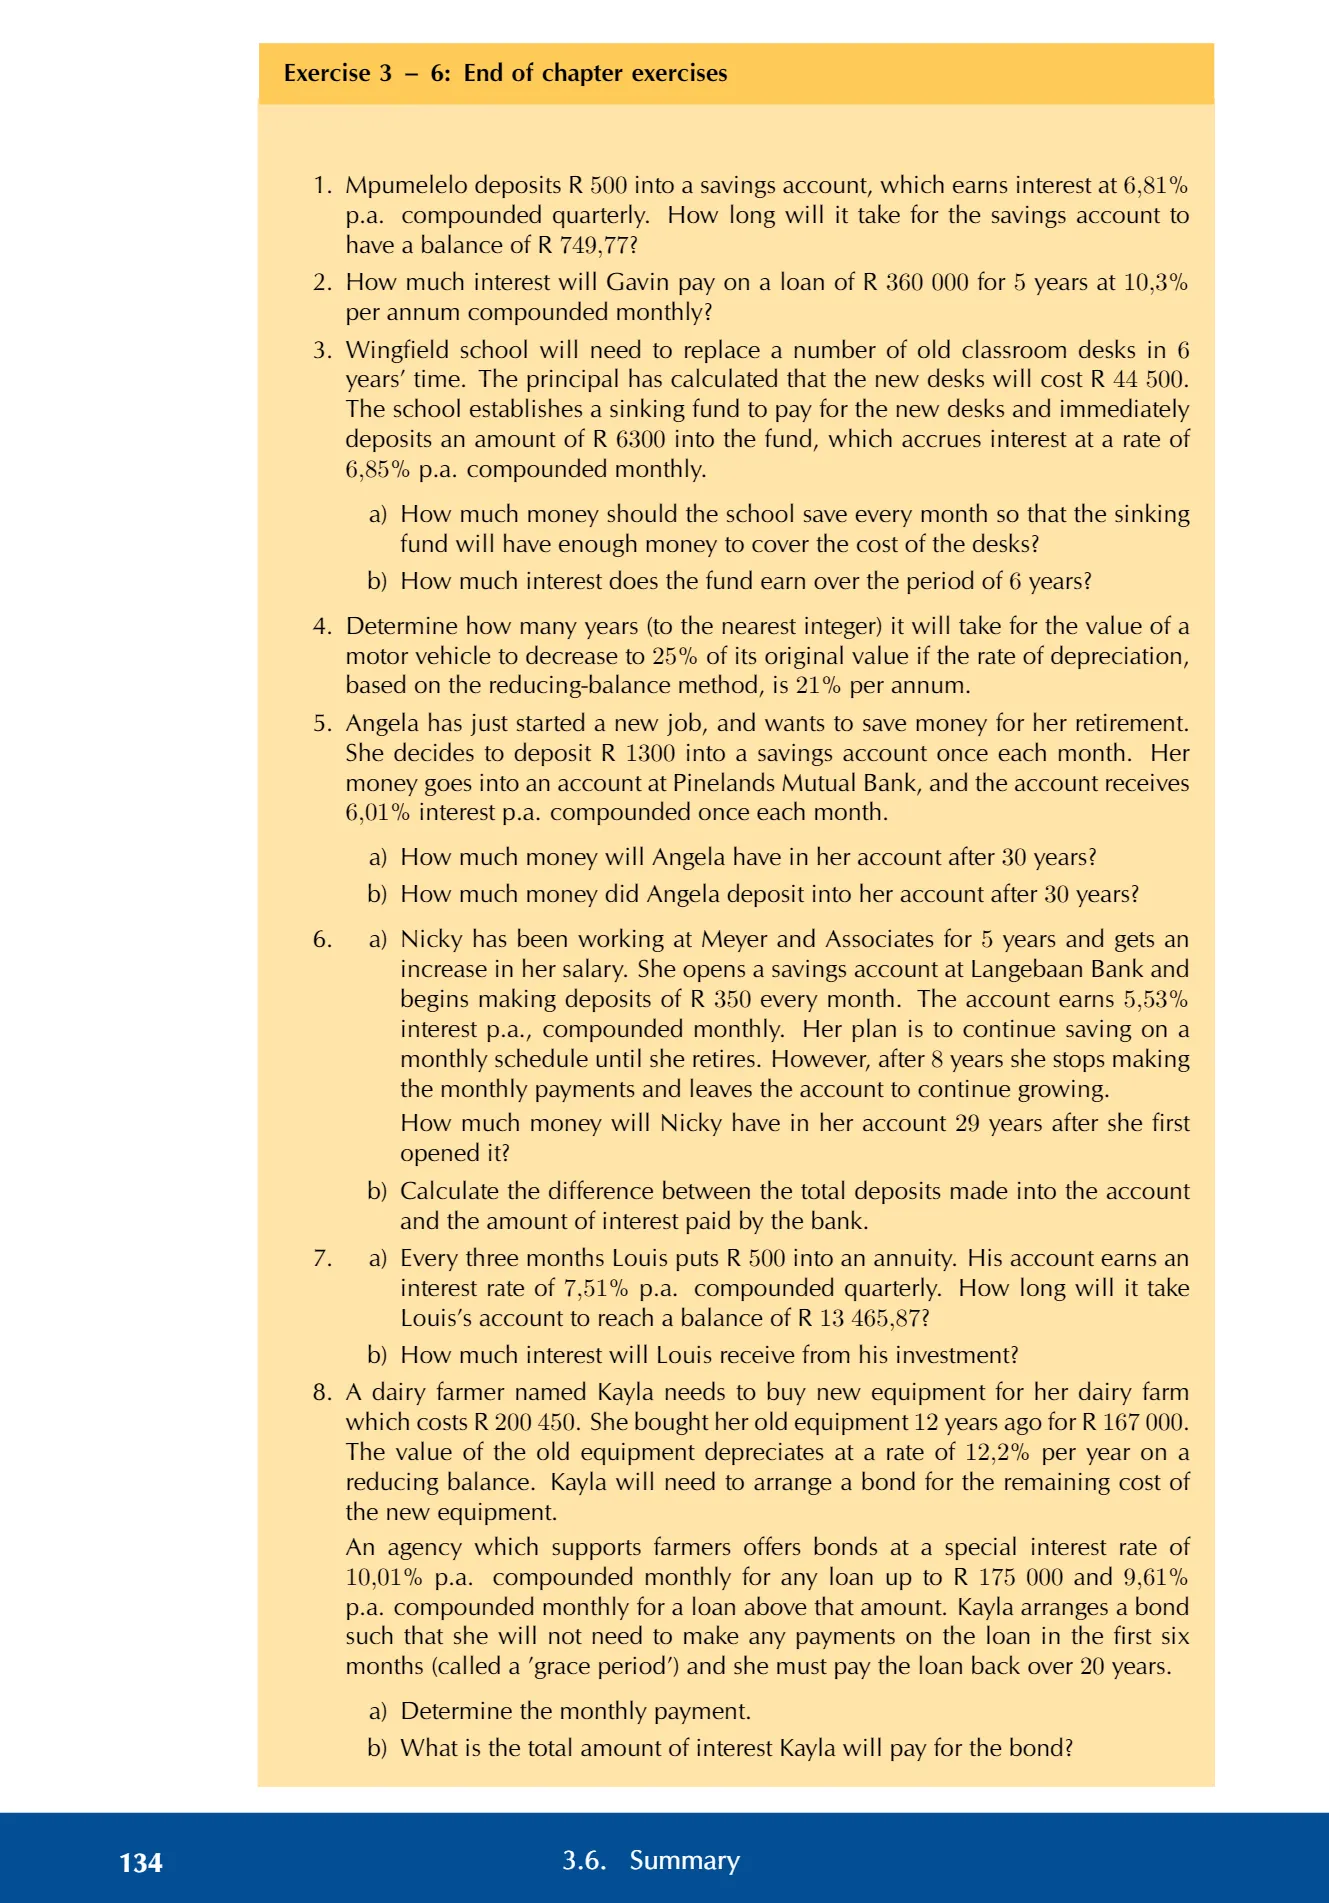 Exercise 3 – 6: End of chapter exercises
1. Mpumelelo deposits R 500 into a savings account, which earns interest at 6,81%
p.a. compounded quarterly. How long will it take for the savings account to
have a balance of R 749,77?
2. How much interest will Gavin pay on a loan of R 360 000 for 5 years at 10,3%
per annum compounded monthly?
3. Wingfield school will need to replace a number of old classroom desks in 6
years’ time. The principal has calculated that the new desks will cost R 44 500.
The school establishes a sinking fund to pay for the new desks and immediately
deposits an amount of R 6300 into the fund, which accrues interest at a rate of
6,85% p.a. compounded monthly.
a) How much money should the school save every month so that the sinking
fund will have enough money to cover the cost of the desks?
b) How much interest does the fund earn over the period of 6 years?
4. Determine how many years (to the nearest integer) it will take for the value of a
motor vehicle to decrease to 25% of its original value if the rate of depreciation,
based on the reducing-balance method, is 21% per annum.
5. Angela has just started a new job, and wants to save money for her retirement.
She decides to deposit R 1300 into a savings account once each month. Her
money goes into an account at Pinelands Mutual Bank, and the account receives
6,01% interest p.a. compounded once each month.
a) How much money will Angela have in her account after 30 years?
b) How much money did Angela deposit into her account after 30 years?
6. a) Nicky has been working at Meyer and Associates for 5 years and gets an
increase in her salary. She opens a savings account at Langebaan Bank and
begins making deposits of R 350 every month. The account earns 5,53%
interest p.a., compounded monthly. Her plan is to continue saving on a
monthly schedule until she retires. However, after 8 years she stops making
the monthly payments and leaves the account to continue growing.
How much money will Nicky have in her account 29 years after she first
opened it?
b) Calculate the difference between the total deposits made into the account
and the amount of interest paid by the bank.
7. a) Every three months Louis puts R 500 into an annuity. His account earns an
interest rate of 7,51% p.a. compounded quarterly. How long will it take
Louis’s account to reach a balance of R 13 465,87?
b) How much interest will Louis receive from his investment?
8. A dairy farmer named Kayla needs to buy new equipment for her dairy farm
which costs R 200 450. She bought her old equipment 12 years ago for R 167 000.
The value of the old equipment depreciates at a rate of 12,2% per year on a
reducing balance. Kayla will need to arrange a bond for the remaining cost of
the new equipment.
An agency which supports farmers offers bonds at a special interest rate of
10,01% p.a. compounded monthly for any loan up to R 175 000 and 9,61%
p.a. compounded monthly for a loan above that amount. Kayla arranges a bond
such that she will not need to make any payments on the loan in the first six
months (called a ’grace period’) and she must pay the loan back over 20 years.
a) Determine the monthly payment.
b) What is the total amount of interest Kayla will pay for the bond?
134 3.6. Summary